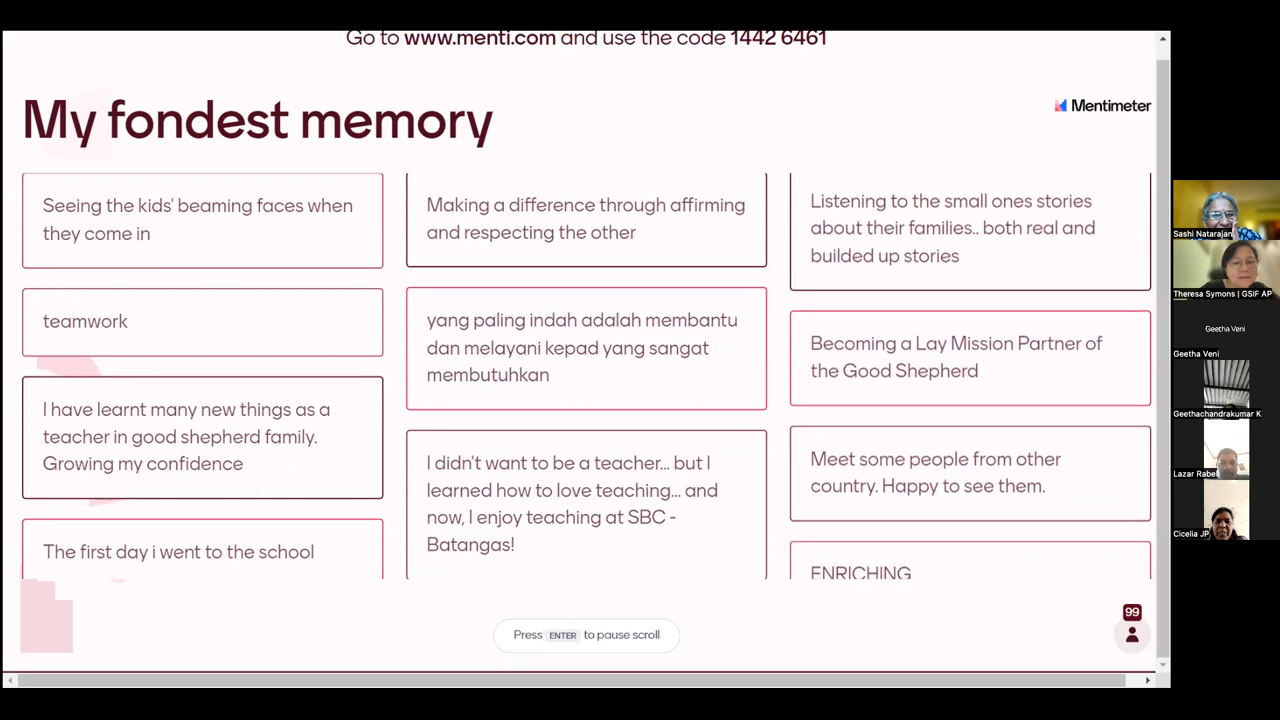 Go to www.menti.com and use the code 1442 6461
My fondest memory
Mentimeter
Seeing the kids' beaming faces when
they come in
teamwork
I have learnt many new things as a
teacher in good shepherd family.
Growing my confidence
The first day i went to the school
Making a difference through affirming
and respecting the other
yang paling indah adalah membantu
dan melayani kepad yang sangat
membutuhkan
I didn't want to be a teacher... but I
learned how to love teaching... and
now, I enjoy teaching at SBC -
Batangas!
Listening to the small ones stories
about their families.. both real and
builded up stories
Becoming a Lay Mission Partner of
the Good Shepherd
Meet some people from other
country. Happy to see them.
ENRICHING
Press ENTER to pause scroll
99
Sashi Natarajan
Theresa Symons | GSIF AP
Geetha Veni
Geetha Veni
Geethachandrakumar K
Lazar Rabel
Cicelia JP